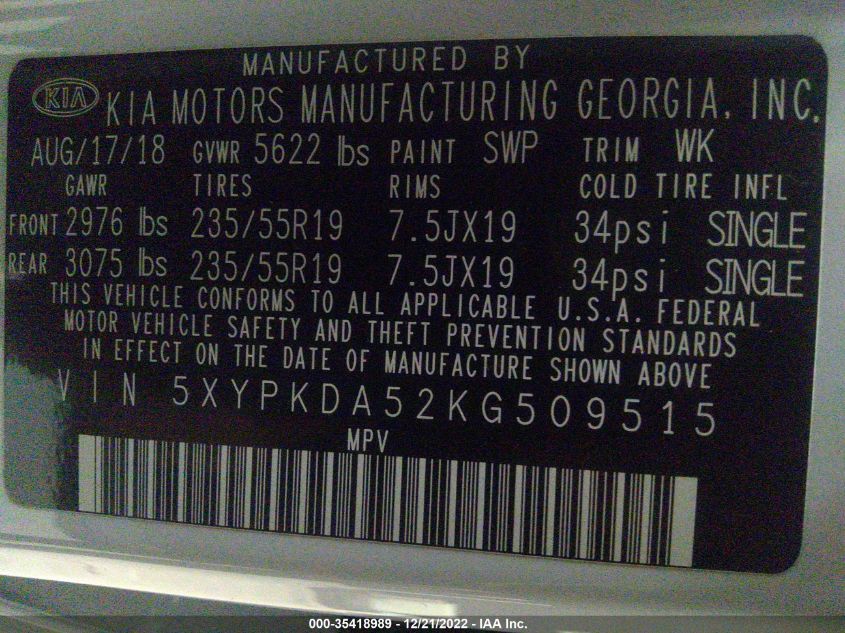 MANUFACTURED BY
KIA KIA MOTORS MANUFACTURING GEORGIA, INC.
AUG/17/18 GVWR 5622 lbs PAINT SWP TRIM WK
GAWR TIRES RIMS COLD TIRE INFL
FRONT 2976 lbs 235/55R19 7.5JX19 34psi SINGLE
REAR 3075 lbs 235/55R19 7.5JX19 34psi SINGLE
THIS VEHICLE CONFORMS TO ALL APPLICABLE U.S.A. FEDERAL
MOTOR VEHICLE SAFETY AND THEFT PREVENTION STANDARDS
IN EFFECT ON THE DATE OF MANUFACTURE SHOWN ABOVE
VIN 5XYPKDA52KG509515
MPV
000-35418989 - 12/21/2022 - IAA Inc.